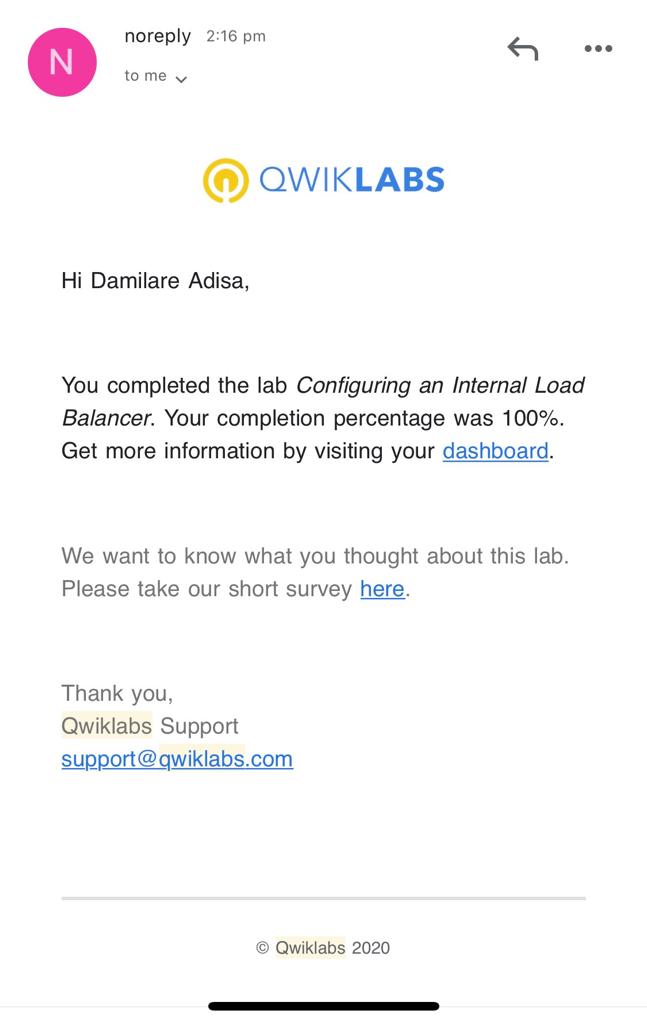 N
noreply 2:16 pm
to me
QWIKLABS
Hi Damilare Adisa,
You completed the lab Configuring an Internal Load
Balancer. Your completion percentage was 100%.
Get more information by visiting your dashboard.
We want to know what you thought about this lab.
Please take our short survey here.
Thank you,
Qwiklabs Support
support@qwiklabs.com
© Qwiklabs 2020